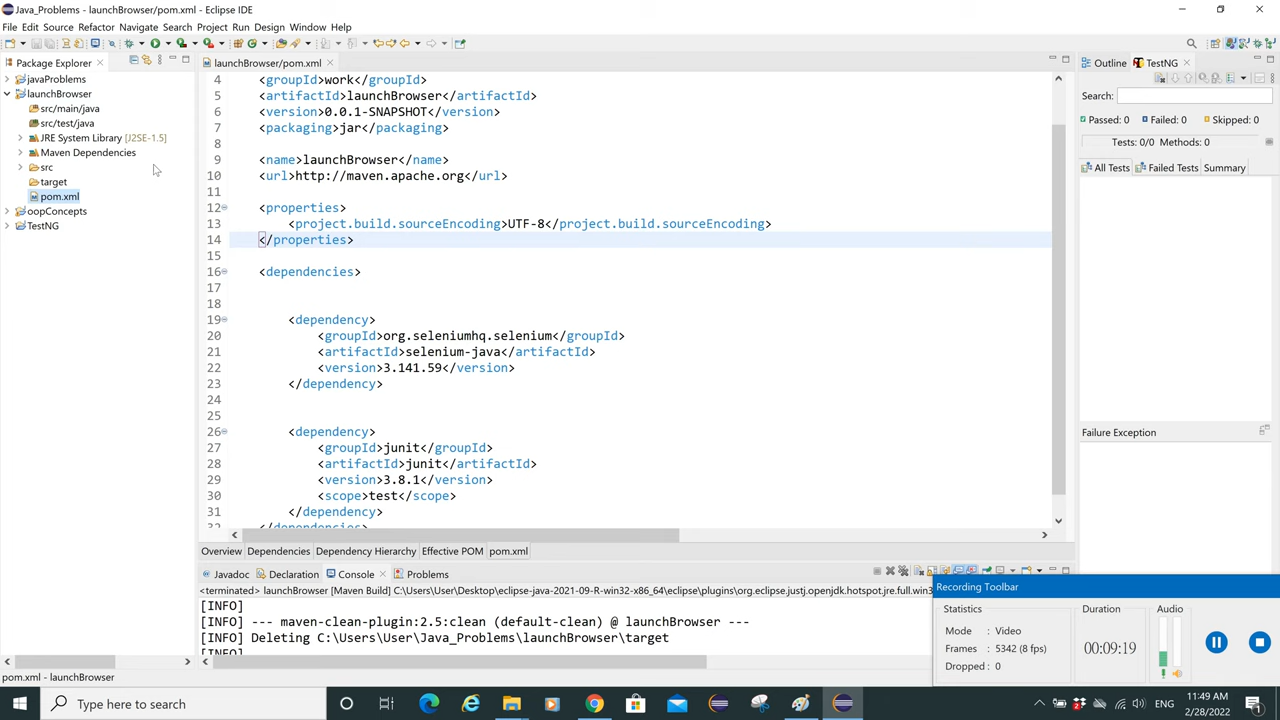 Java_Problems - launchBrowser/pom.xml - Eclipse IDE
File Edit Source Refactor Navigate Search Project Run Design Window Help
Package Explorer
javaProblems
launchBrowser
src/main/java
src/test/java
JRE System Library [J2SE-1.5]
Maven Dependencies
src
target
pom.xml
oopConcepts
TestNG
launchBrowser/pom.xml
4 <groupId>work</groupId>
5 <artifactId>launchBrowser</artifactId>
6 <version>0.0.1-SNAPSHOT</version>
7 <packaging>jar</packaging>
8
9 <name>launchBrowser</name>
10 <url>http://maven.apache.org</url>
11
12 <properties>
13 <project.build.sourceEncoding>UTF-8</project.build.sourceEncoding>
14 </properties>
15
16 <dependencies>
17
18
19 <dependency>
20 <groupId>org.seleniumhq.selenium</groupId>
21 <artifactId>selenium-java</artifactId>
22 <version>3.141.59</version>
23 </dependency>
24
25
26 <dependency>
27 <groupId>junit</groupId>
28 <artifactId>junit</artifactId>
29 <version>3.8.1</version>
30 <scope>test</scope>
31 </dependency>
32 </dependencies>
Overview Dependencies Dependency Hierarchy Effective POM pom.xml
Javadoc Declaration Console Problems
<terminated> launchBrowser [Maven Build] C:\Users\User\Desktop\eclipse-java-2021-09-R-win32-x86_64\eclipse\plugins\org.eclipse.justj.openjdk.hotspot.jre.full.win3
[INFO]
[INFO] --- maven-clean-plugin:2.5:clean (default-clean) @ launchBrowser ---
[INFO] Deleting C:\Users\User\Java_Problems\launchBrowser\target
[INFO]
Outline TestNG
Search:
Passed: 0 Failed: 0 Skipped: 0
Tests: 0/0 Methods: 0
All Tests Failed Tests Summary
Failure Exception
Recording Toolbar
Statistics Duration Audio
Mode : Video
Frames : 5342 (8 fps)
Dropped : 0
00:09:19
pom.xml - launchBrowser
Type here to search
ENG
11:49 AM
2/28/2022